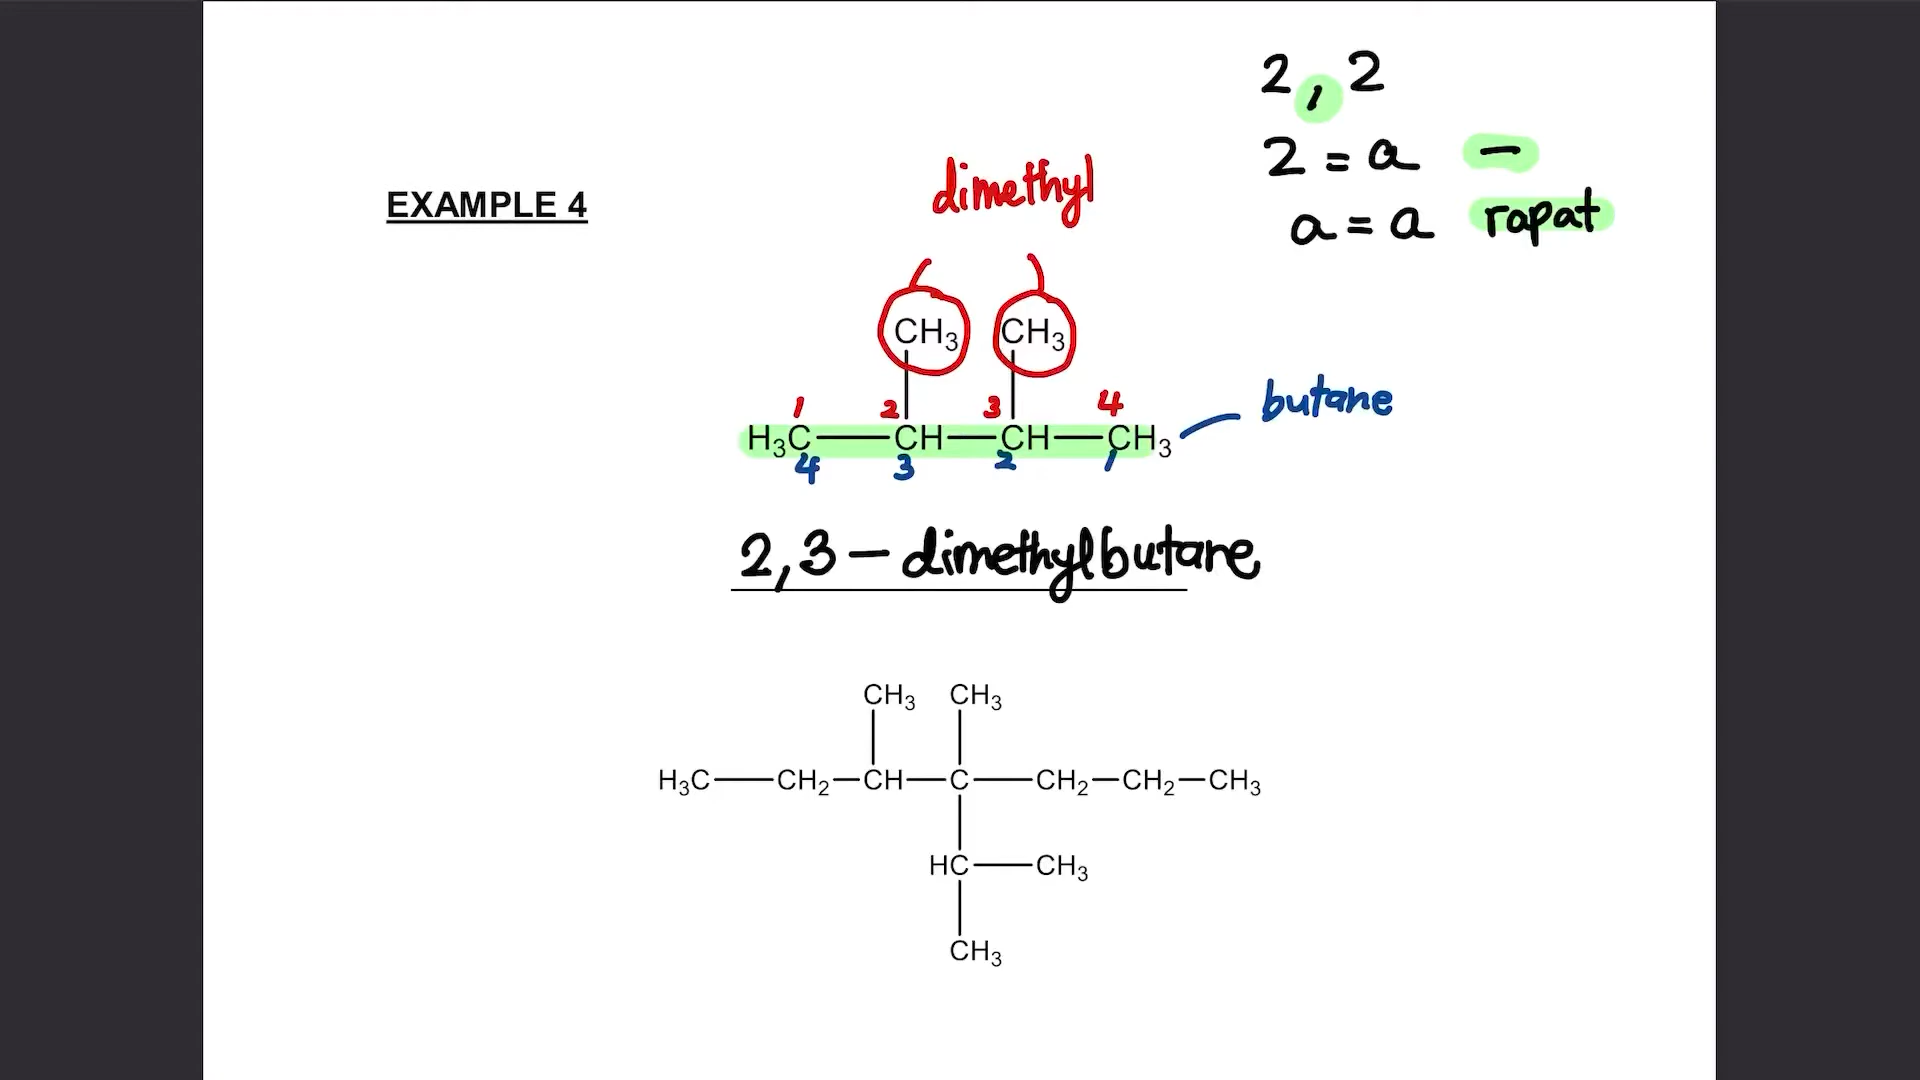 2,2
2 = a –
a = a rapat
EXAMPLE 4
dimethyl
CH₃ CH₃
1 2 3 4
butane
H₃C—CH—CH—CH₃
4 3 2 1
2,3 – dimethylbutane
CH₃ CH₃
H₃C—CH₂—CH—C—CH₂—CH₂—CH₃
HC—CH₃
CH₃